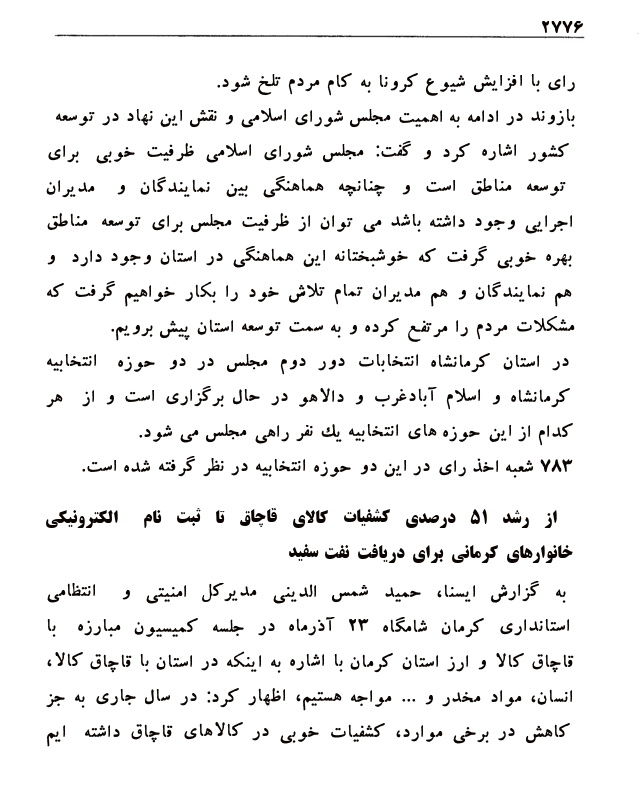 ۲۷۷۶
رای با افزایش شیوع کرونا به کام مردم تلخ شود.
بازوند در ادامه به اهمیت مجلس شورای اسلامی و نقش این نهاد در توسعه
کشور اشاره کرد و گفت: مجلس شورای اسلامی ظرفیت خوبی برای
توسعه مناطق است و چنانچه هماهنگی بین نمایندگان و مدیران
اجرایی وجود داشته باشد می توان از ظرفیت مجلس برای توسعه مناطق
بهره خوبی گرفت که خوشبختانه این هماهنگی در استان وجود دارد و
هم نمایندگان و هم مدیران تمام تلاش خود را بکار خواهیم گرفت که
مشکلات مردم را مرتفع کرده و به سمت توسعه استان پیش برویم.
در استان کرمانشاه انتخابات دور دوم مجلس در دو حوزه انتخابیه
کرمانشاه و اسلام آبادغرب و دالاهو در حال برگزاری است و از هر
کدام از این حوزه های انتخابیه یك نفر راهی مجلس می شود.
۷۸۳ شعبه اخذ رای در این دو حوزه انتخابیه در نظر گرفته شده است.
از رشد ۵۱ درصدی کشفیات کالای قاچاق تا ثبت نام الکترونیکی
خانوارهای کرمانی برای دریافت نفت سفید
به گزارش ایسنا، حمید شمس الدینی مدیرکل امنیتی و انتظامی
استانداری کرمان شامگاه ۲۳ آذرماه در جلسه کمیسیون مبارزه با
قاچاق کالا و ارز استان کرمان با اشاره به اینکه در استان با قاچاق کالا،
انسان، مواد مخدر و ... مواجه هستیم، اظهار کرد: در سال جاری به جز
کاهش در برخی موارد، کشفیات خوبی در کالاهای قاچاق داشته ایم